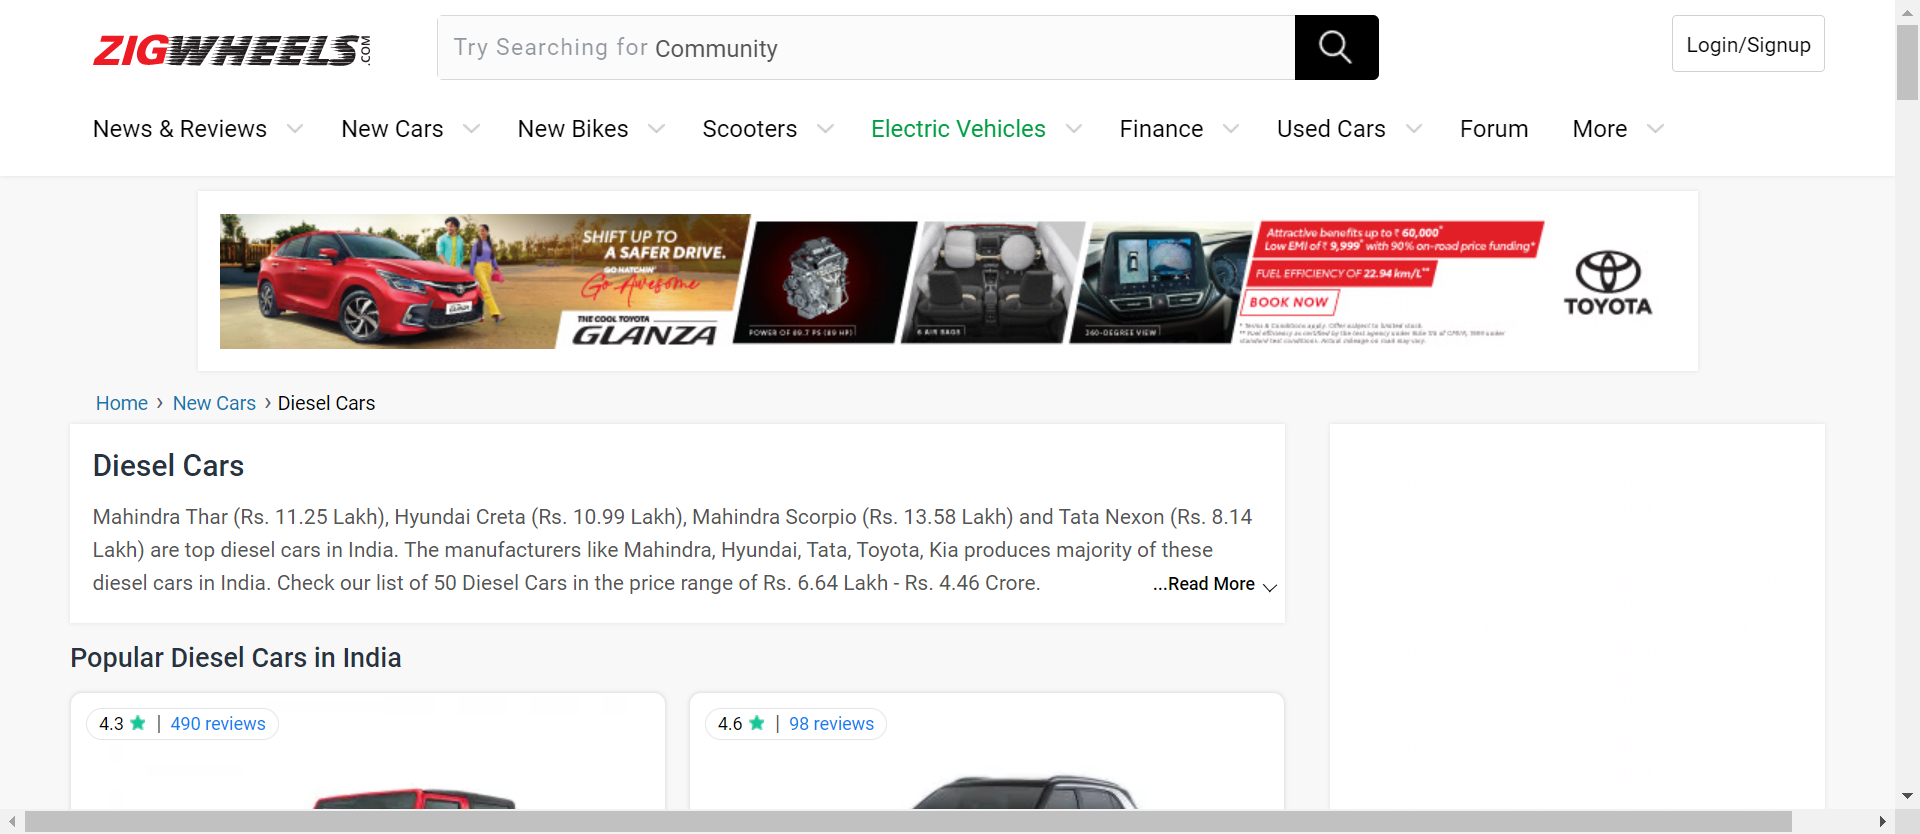 ZIGWHEELS.COM
Try Searching for Community
Login/Signup
News & Reviews New Cars New Bikes Scooters Electric Vehicles Finance Used Cars Forum More
SHIFT UP TO
A SAFER DRIVE.
GO HATCHIN'
Go Awesome
THE COOL TOYOTA
GLANZA
POWER OF 89.7 PS (89 HP)
6 AIR BAGS
360-DEGREE VIEW
Attractive benefits up to ₹ 60,000*
Low EMI of ₹ 9,999* with 90% on-road price funding*
FUEL EFFICIENCY OF 22.94 km/L**
BOOK NOW
* Terms & Conditions apply. Offer subject to limited stock.
TOYOTA
Home › New Cars › Diesel Cars
Diesel Cars
Mahindra Thar (Rs. 11.25 Lakh), Hyundai Creta (Rs. 10.99 Lakh), Mahindra Scorpio (Rs. 13.58 Lakh) and Tata Nexon (Rs. 8.14
Lakh) are top diesel cars in India. The manufacturers like Mahindra, Hyundai, Tata, Toyota, Kia produces majority of these
diesel cars in India. Check our list of 50 Diesel Cars in the price range of Rs. 6.64 Lakh - Rs. 4.46 Crore. ...Read More
Popular Diesel Cars in India
4.3 ★ | 490 reviews
4.6 ★ | 98 reviews